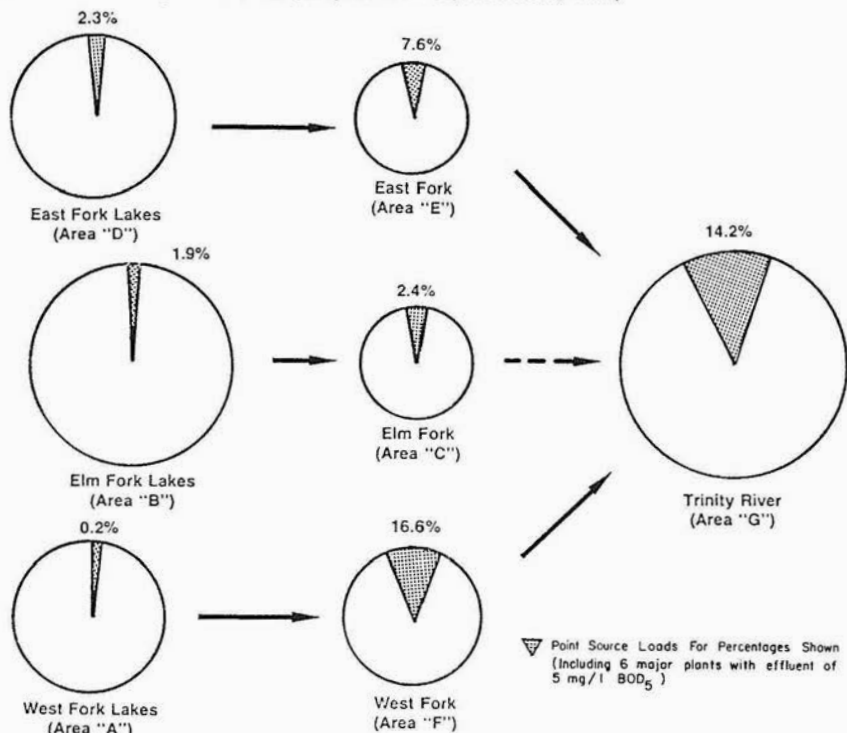 2.3%
East Fork Lakes
(Area "D")
7.6%
East Fork
(Area "E")
1.9%
Elm Fork Lakes
(Area "B")
2.4%
Elm Fork
(Area "C")
14.2%
Trinity River
(Area "G")
0.2%
West Fork Lakes
(Area "A")
16.6%
West Fork
(Area "F")
Point Source Loads For Percentages Shown
(Including 6 major plants with effluent of
5 mg/l BOD5)